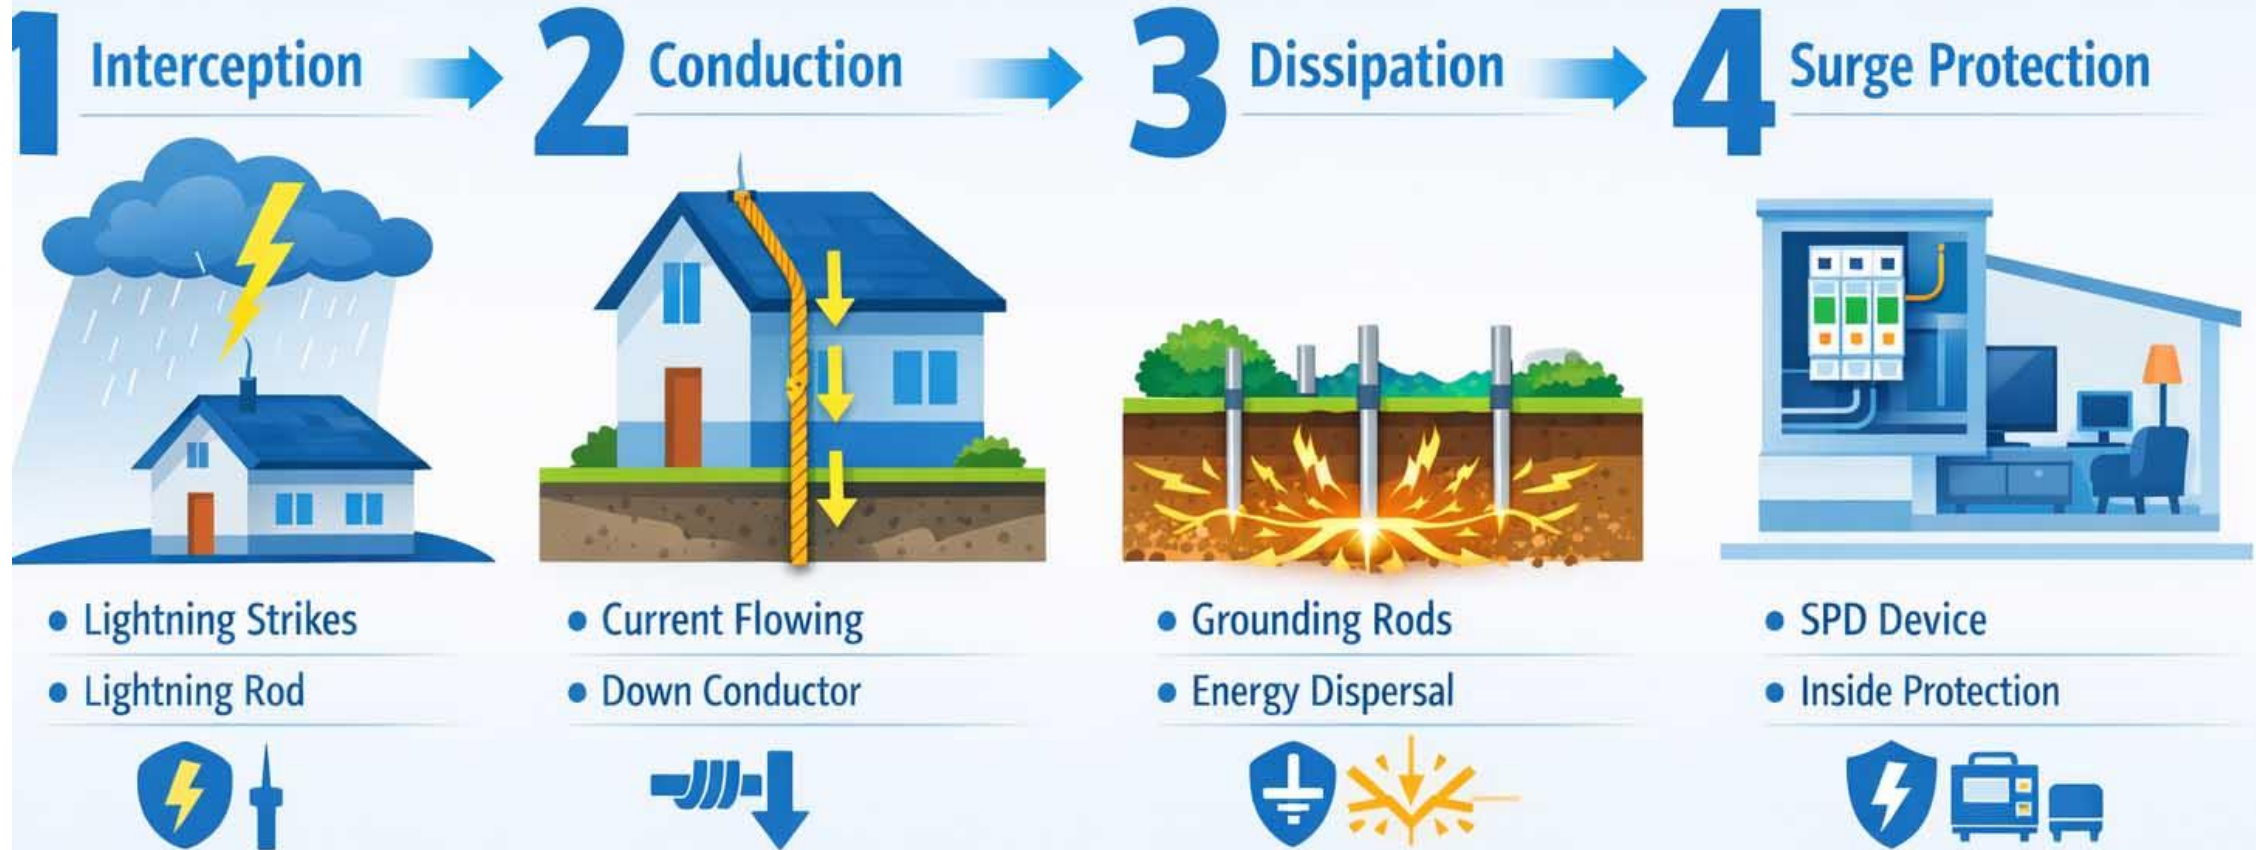 1 Interception
2 Conduction
3 Dissipation
4 Surge Protection
• Lightning Strikes
• Lightning Rod
• Current Flowing
• Down Conductor
• Grounding Rods
• Energy Dispersal
• SPD Device
• Inside Protection